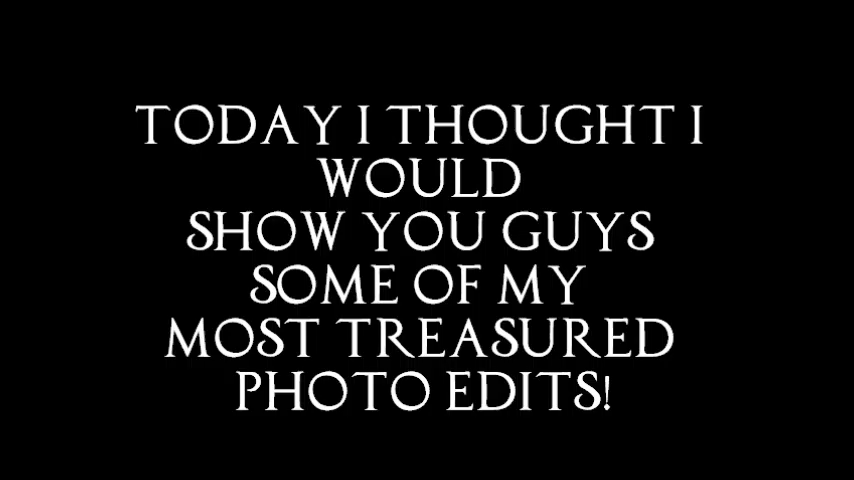 TODAY I THOUGHT I
WOULD
SHOW YOU GUYS
SOME OF MY
MOST TREASURED
PHOTO EDITS!